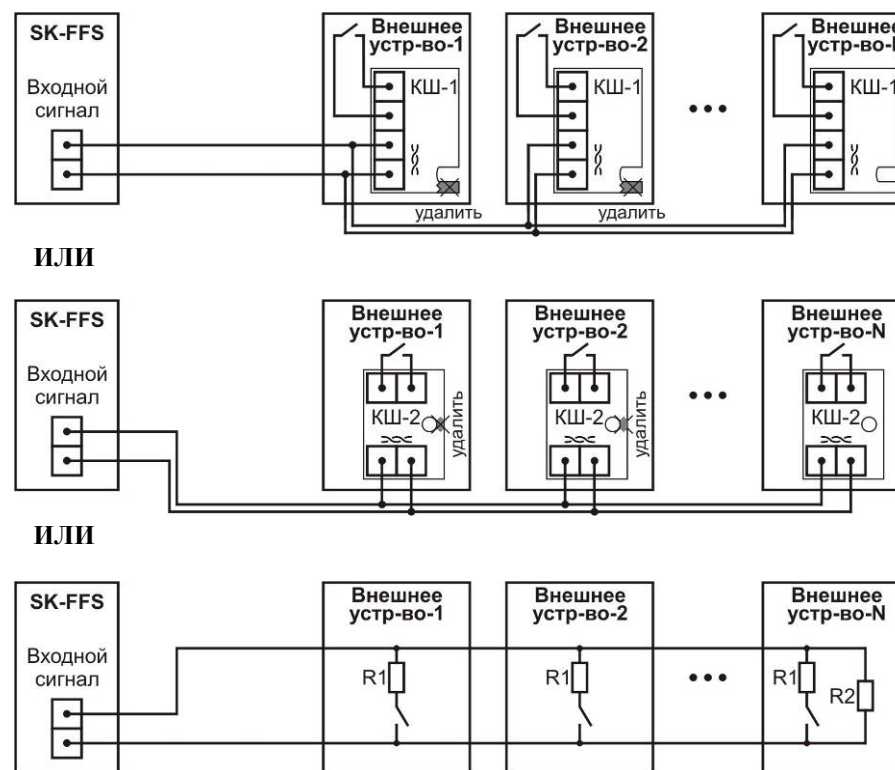 SK-FFS
Входной
сигнал
Внешнее
устр-во-1
КШ-1
удалить
Внешнее
устр-во-2
КШ-1
удалить
•••
Внешнее
КШ-1
ИЛИ
SK-FFS
Входной
сигнал
Внешнее
устр-во-1
КШ-2
удалить
Внешнее
устр-во-2
КШ-2
удалить
•••
Внешнее
устр-во-N
КШ-2
ИЛИ
SK-FFS
Входной
сигнал
Внешнее
устр-во-1
R1
Внешнее
устр-во-2
R1
•••
Внешнее
устр-во-N
R1
R2